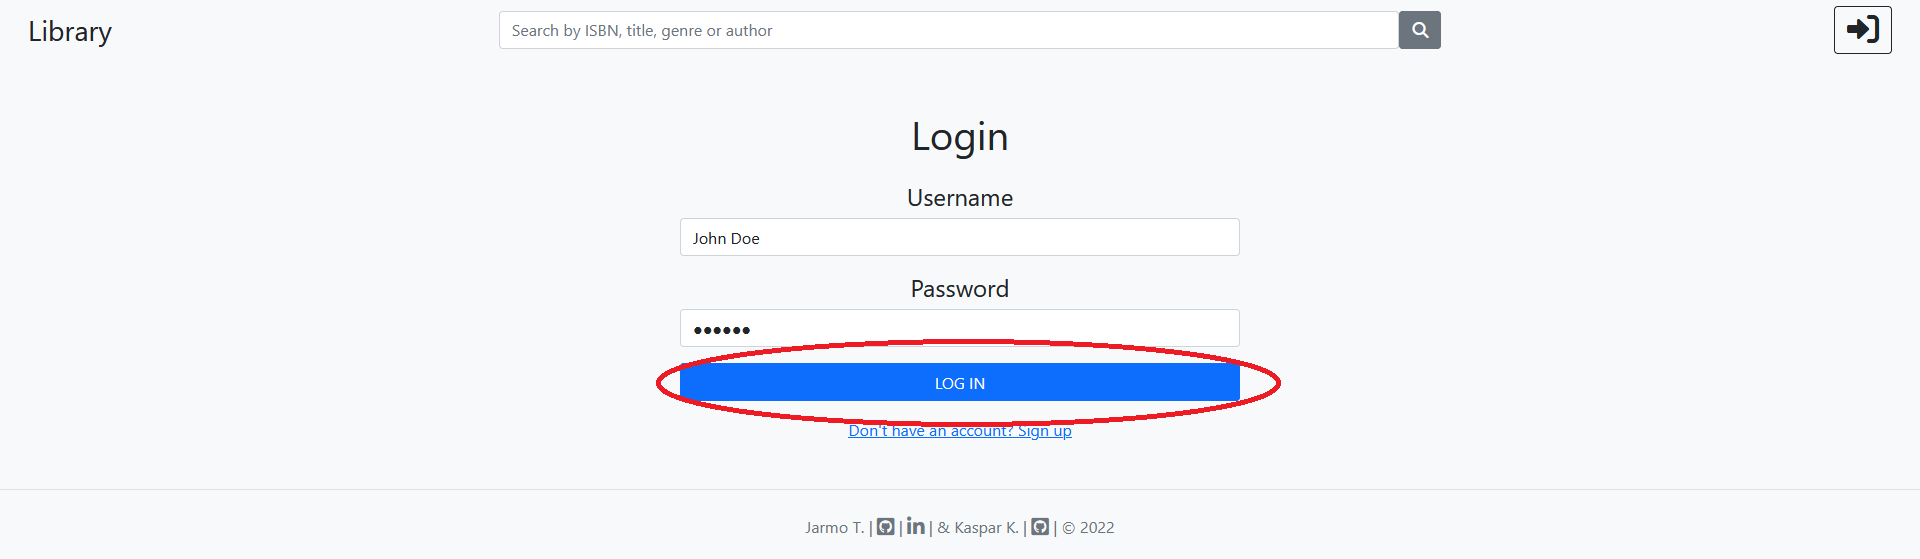 Library
Search by ISBN, title, genre or author
Login
Username
John Doe
Password
••••••
LOG IN
Don't have an account? Sign up
Jarmo T. | | in | & Kaspar K. | | © 2022